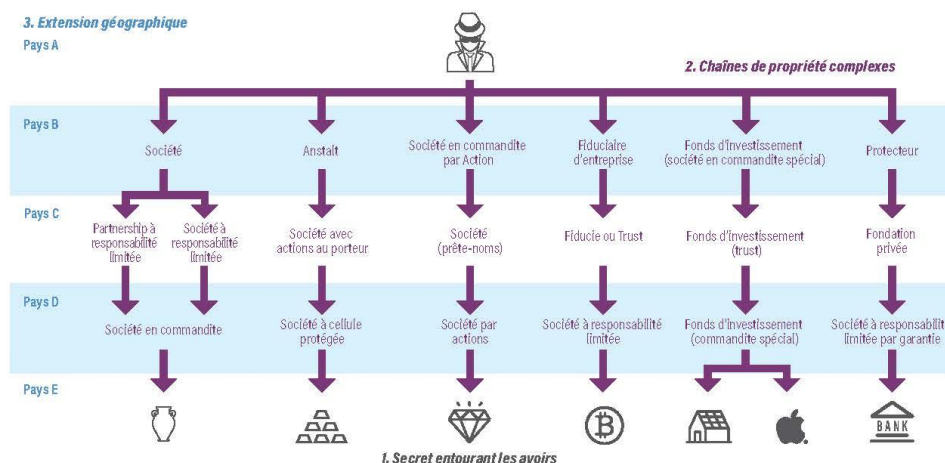 3. Extension géographique
Pays A
2. Chaînes de propriété complexes
Pays B
Société
Anstalt
Société en commandite
par Action
Fiduciaire
d'entreprise
Fonds d'investissement
(société en commandite spécial)
Protecteur
Pays C
Partnership à
responsabilité
limitée
Société à
responsabilité
limitée
Société avec
actions au porteur
Société
(prête-noms)
Fiducie ou Trust
Fonds d'investissement
(trust)
Fondation
privée
Pays D
Société en commandite
Société à cellule
protégée
Société par
actions
Société à responsabilité
limitée
Fonds d'investissement
(commandite spécial)
Société à responsabilité
limitée par garantie
Pays E
BANK
1. Secret entourant les avoirs